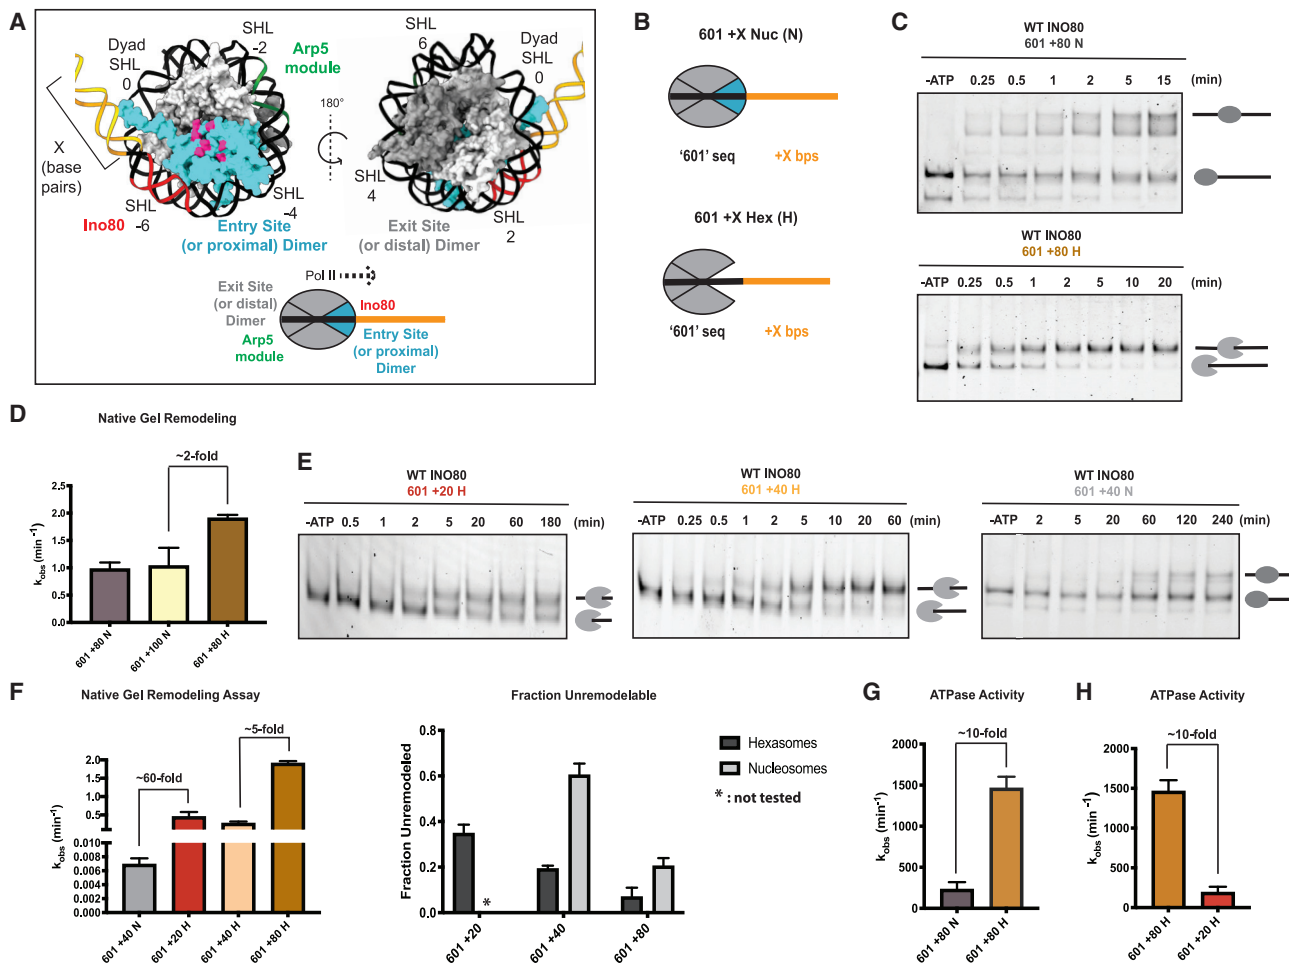 A
Dyad
SHL
0
SHL
-2
Arp5
module
X
(base
pairs)
Ino80
SHL
-6
SHL
-4
Entry Site
(or proximal) Dimer
180°
SHL
6
Dyad
SHL
0
SHL
4
SHL
2
Exit Site
(or distal) Dimer
Pol II
Exit Site
(or distal)
Dimer
Ino80
Arp5
module
Entry Site
(or proximal)
Dimer
B
601 +X Nuc (N)
'601' seq +X bps
601 +X Hex (H)
'601' seq +X bps
C
WT INO80
601 +80 N
-ATP 0.25 0.5 1 2 5 15 (min)
WT INO80
601 +80 H
-ATP 0.25 0.5 1 2 5 10 20 (min)
D
Native Gel Remodeling
~2-fold
kobs (min-1)
2.5
2.0
1.5
1.0
0.5
0.0
601 +80 N
601 +100 N
601 +80 H
E
WT INO80
601 +20 H
-ATP 0.5 1 2 5 20 60 180 (min)
WT INO80
601 +40 H
-ATP 0.25 0.5 1 2 5 10 20 60 (min)
WT INO80
601 +40 N
-ATP 2 5 20 60 120 240 (min)
F
Native Gel Remodeling Assay
~5-fold
~60-fold
kobs (min-1)
2.0
1.5
1.0
0.5
0.010
0.008
0.006
0.004
0.002
0.000
601 +40 N
601 +20 H
601 +40 H
601 +80 H
Fraction Unremodelable
Fraction Unremodeled
0.8
0.6
0.4
0.2
0.0
*
601 +20
601 +40
601 +80
Hexasomes
Nucleosomes
* : not tested
G
ATPase Activity
~10-fold
kobs (min-1)
2000
1500
1000
500
0
601 +80 N
601 +80 H
H
ATPase Activity
~10-fold
kobs (min-1)
2000
1500
1000
500
0
601 +80 H
601 +20 H